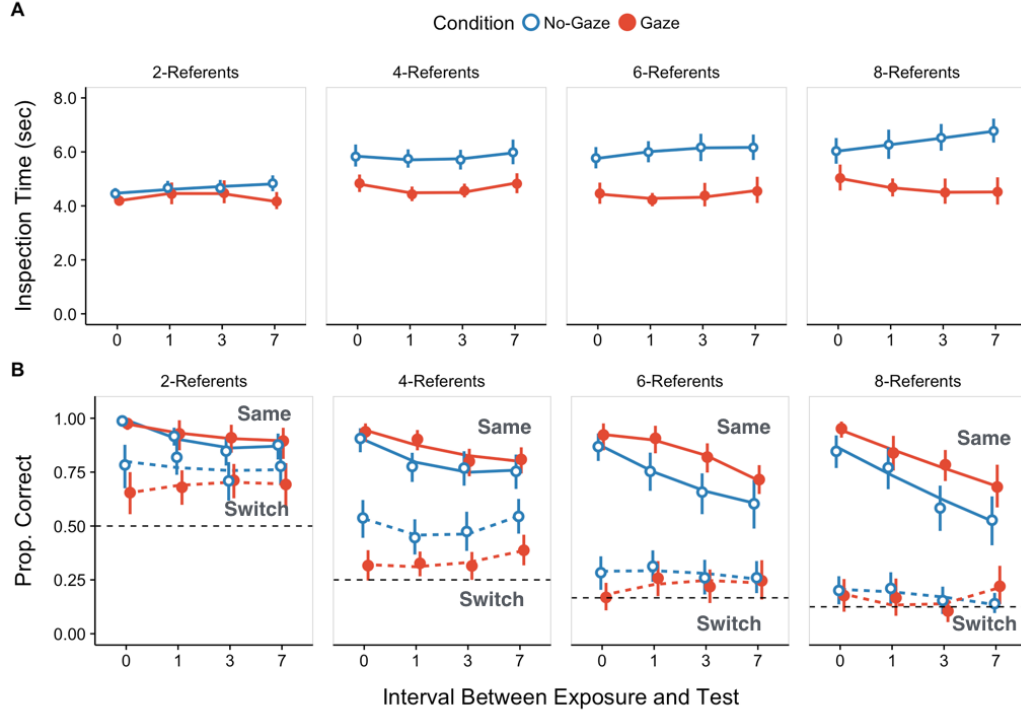 A
Condition No-Gaze Gaze
2-Referents 4-Referents 6-Referents 8-Referents
Inspection Time (sec)
8.0
6.0
4.0
2.0
0.0
0 1 3 7 0 1 3 7 0 1 3 7 0 1 3 7
B
2-Referents 4-Referents 6-Referents 8-Referents
Prop. Correct
1.00
0.75
0.50
0.25
0.00
Same Same Same Same
Switch Switch Switch Switch
0 1 3 7 0 1 3 7 0 1 3 7 0 1 3 7
Interval Between Exposure and Test